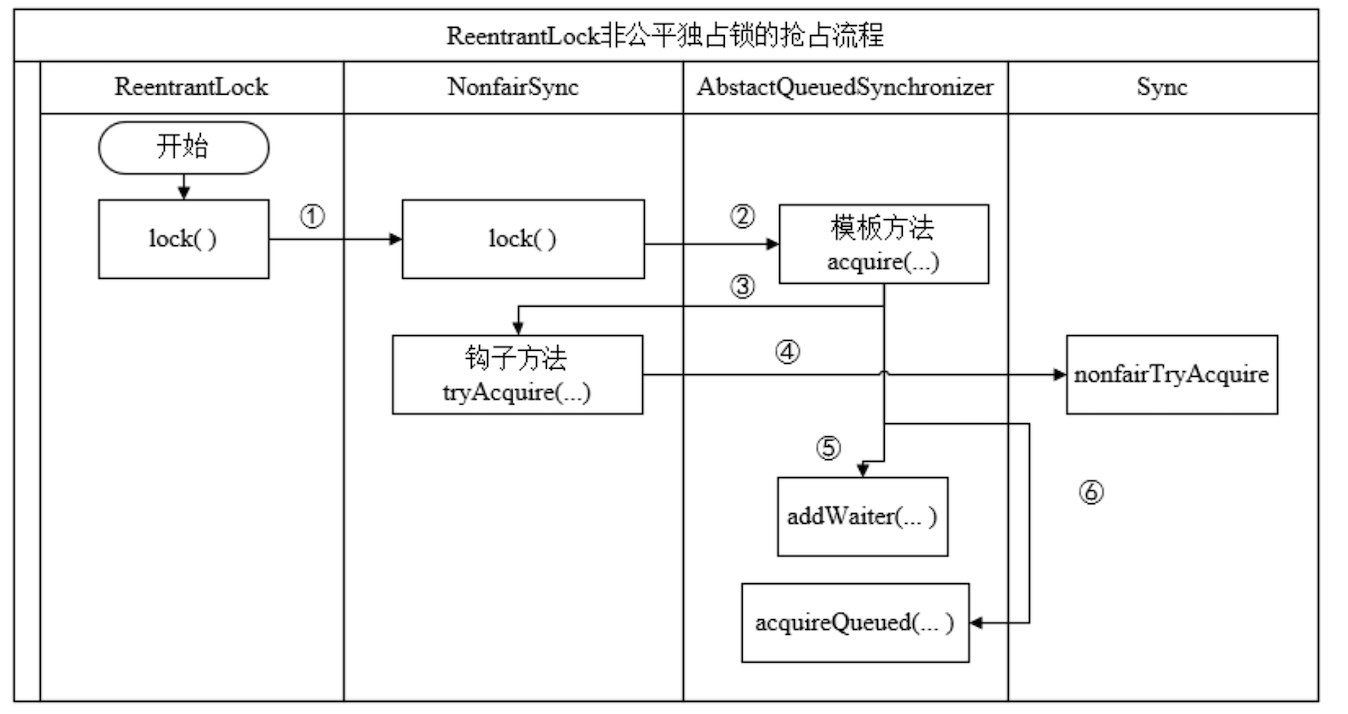 ReentrantLock非公平独占锁的抢占流程
ReentrantLock
NonfairSync
AbstactQueuedSynchronizer
Sync
开始
lock( )
①
lock( )
②
模板方法
acquire(...)
③
钩子方法
tryAcquire(...)
④
nonfairTryAcquire
⑤
addWaiter(... )
⑥
acquireQueued(... )